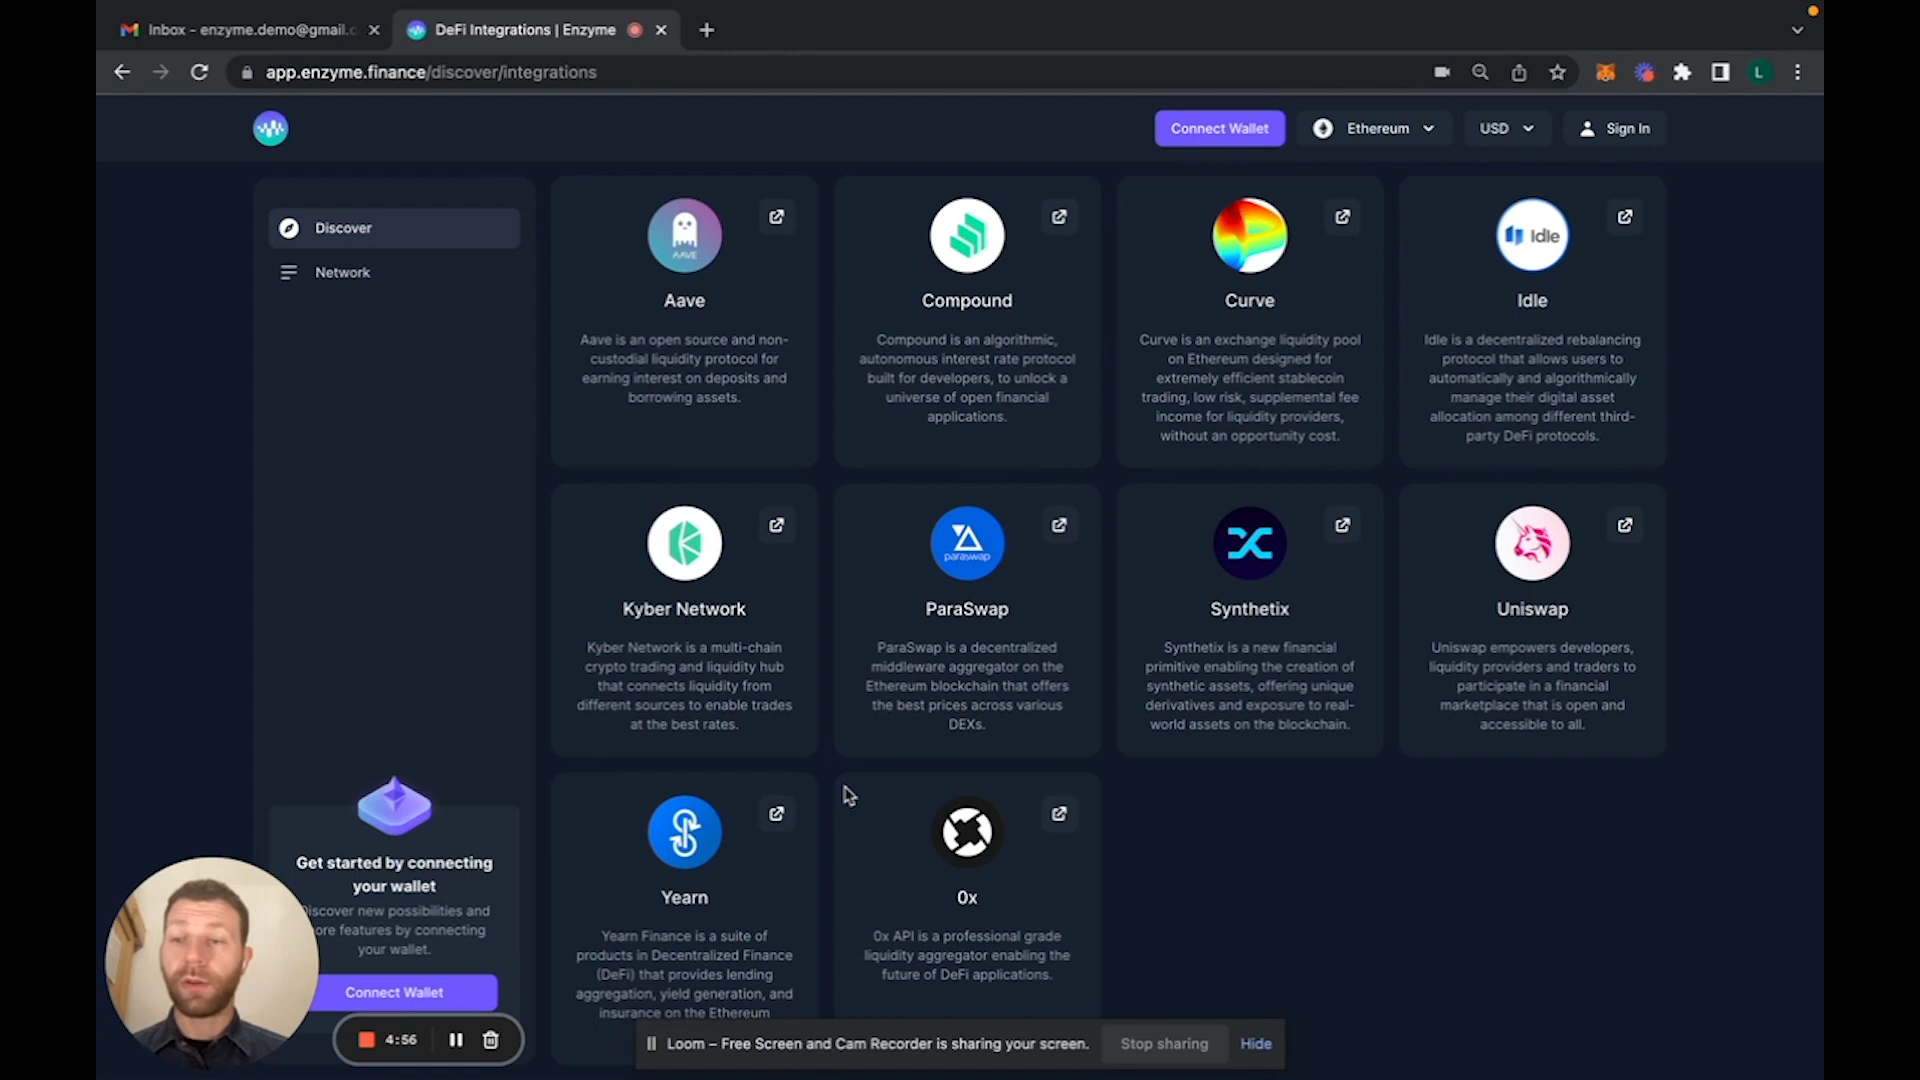 Inbox - enzyme.demo@gmail.c
DeFi Integrations | Enzyme
app.enzyme.finance/discover/integrations
L
Connect Wallet
Ethereum
USD
Sign In
Discover
Network
AAVE
Aave
Aave is an open source and non-
custodial liquidity protocol for
earning interest on deposits and
borrowing assets.
Compound
Compound is an algorithmic,
autonomous interest rate protocol
built for developers, to unlock a
universe of open financial
applications.
Curve
Curve is an exchange liquidity pool
on Ethereum designed for
extremely efficient stablecoin
trading, low risk, supplemental fee
income for liquidity providers,
without an opportunity cost.
Idle
Idle
Idle is a decentralized rebalancing
protocol that allows users to
automatically and algorithmically
manage their digital asset
allocation among different third-
party DeFi protocols.
Kyber Network
Kyber Network is a multi-chain
crypto trading and liquidity hub
that connects liquidity from
different sources to enable trades
at the best rates.
paraswap
ParaSwap
ParaSwap is a decentralized
middleware aggregator on the
Ethereum blockchain that offers
the best prices across various
DEXs.
Synthetix
Synthetix is a new financial
primitive enabling the creation of
synthetic assets, offering unique
derivatives and exposure to real-
world assets on the blockchain.
Uniswap
Uniswap empowers developers,
liquidity providers and traders to
participate in a financial
marketplace that is open and
accessible to all.
Yearn
Yearn Finance is a suite of
products in Decentralized Finance
(DeFi) that provides lending
aggregation, yield generation, and
insurance on the Ethereum
0x
0x API is a professional grade
liquidity aggregator enabling the
future of DeFi applications.
Get started by connecting
your wallet
Discover new possibilities and
ore features by connecting
your wallet.
Connect Wallet
4:56
Loom – Free Screen and Cam Recorder is sharing your screen.
Stop sharing
Hide